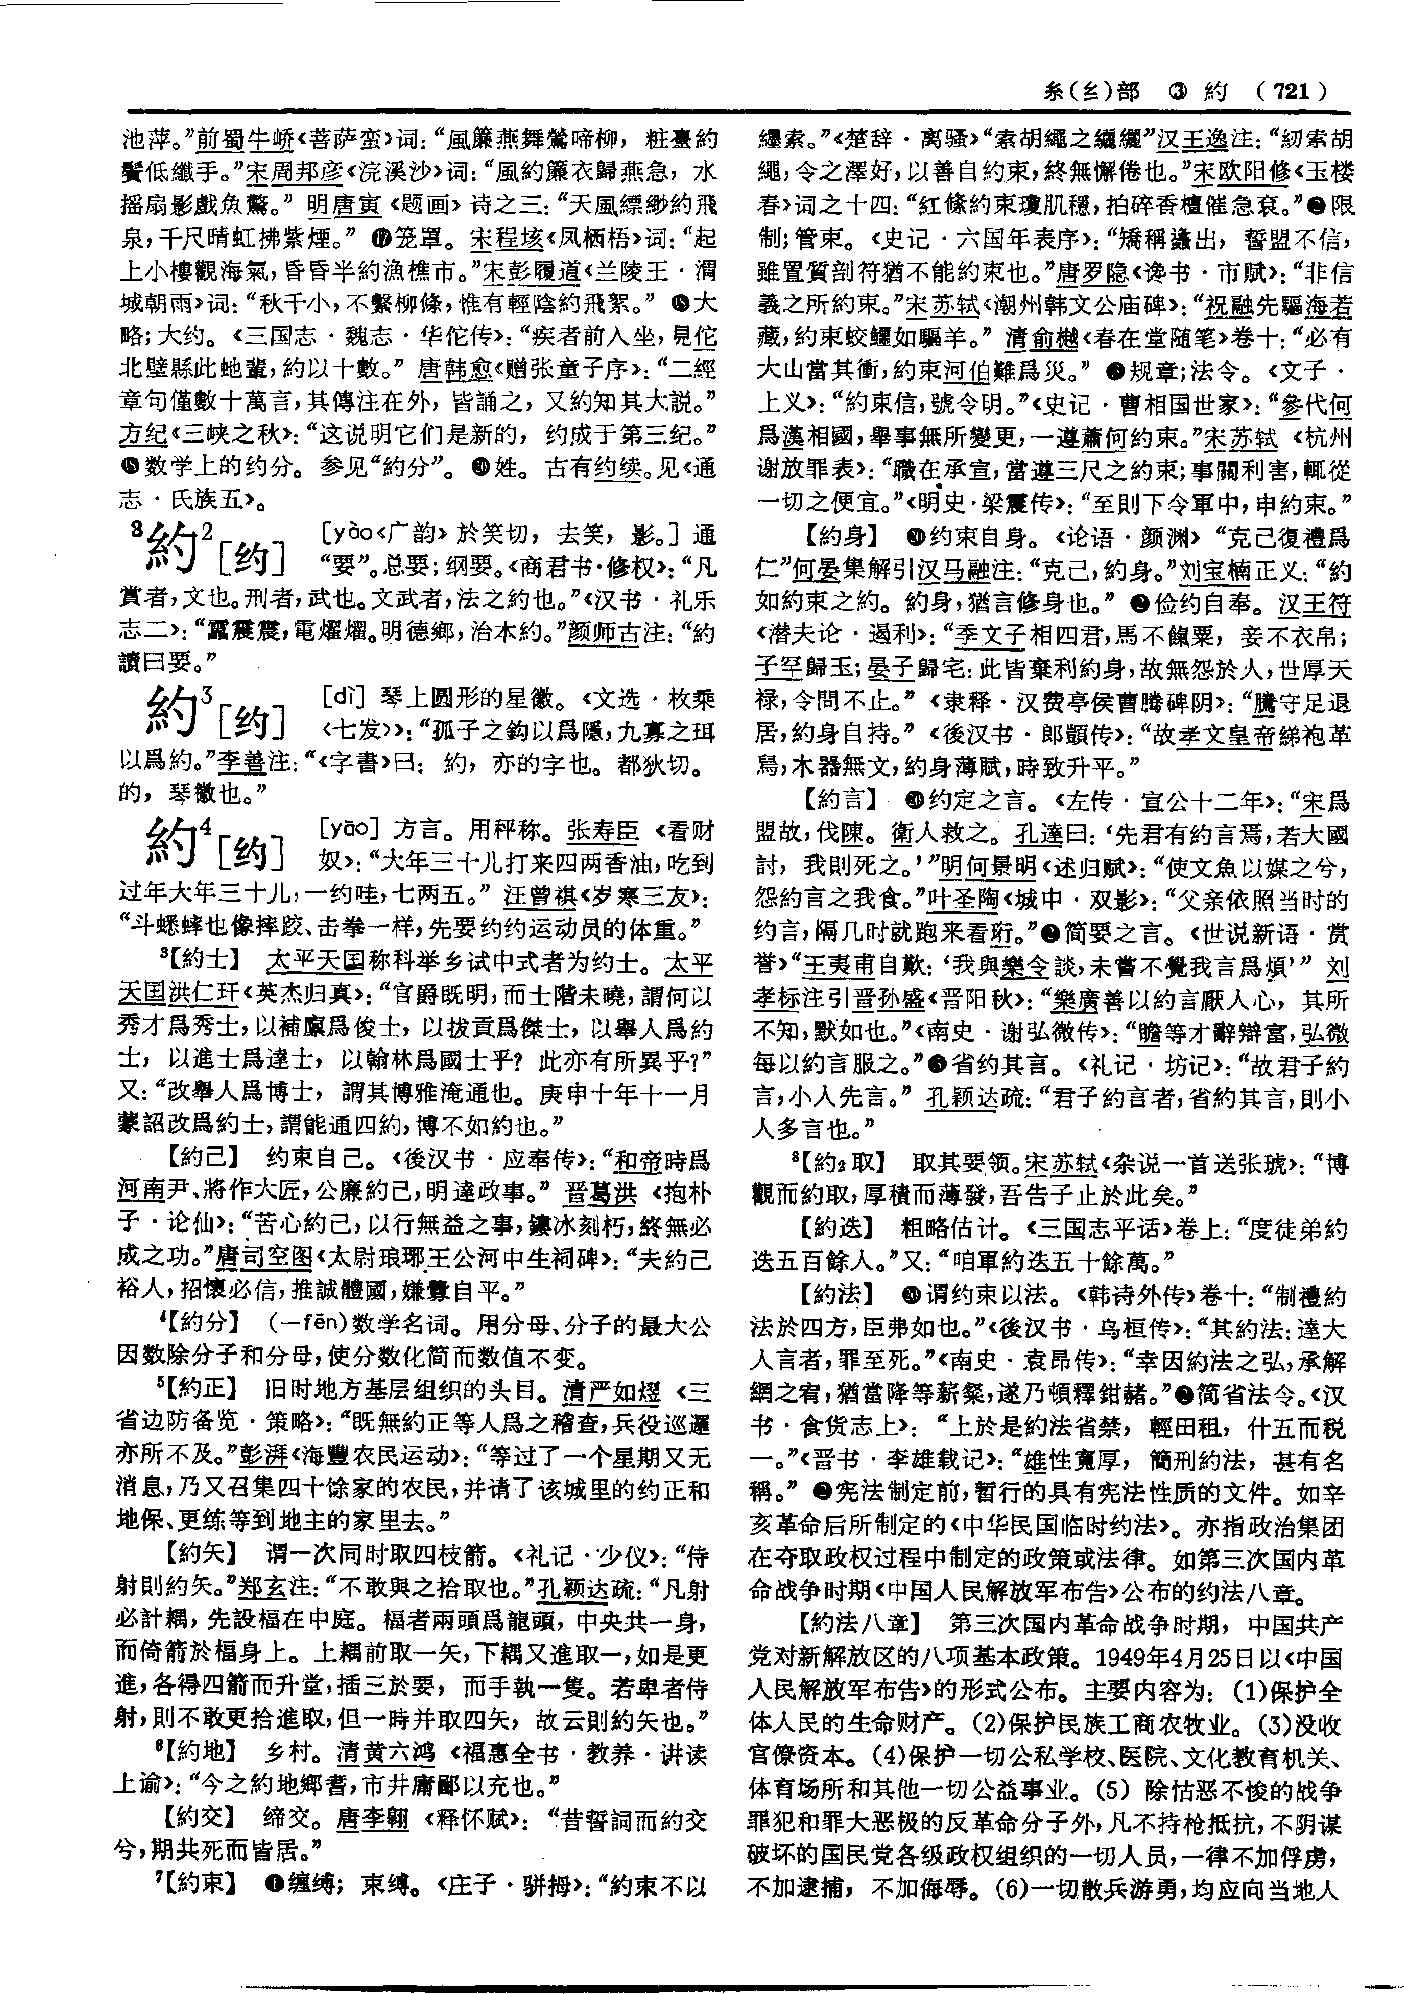 糸(纟)部 ③ 約 (721)
池萍。”前蜀牛峤《菩萨蛮》词：“風簾燕舞鶯啼柳，粧臺約
鬢低纖手。”宋周邦彦《浣溪沙》词：“風約簾衣歸燕急，水
摇扇影戲魚驚。”明唐寅《题画》诗之三：“天風縹緲約飛
泉，千尺晴虹拂紫煙。”⓱笼罩。宋程垓《凤栖梧》词：“起
上小樓觀海氣，昏昏半約漁樵市。”宋彭履道《兰陵王·渭
城朝雨》词：“秋千小，不繫柳條，惟有輕陰約飛絮。”⓲大
略；大约。《三国志·魏志·华佗传》：“疾者前入坐，見佗
北壁縣此虵輩，約以十數。”唐韩愈《赠张童子序》：“二經
章句僅數十萬言，其傳注在外，皆誦之，又約知其大説。”
方纪《三峡之秋》：“这说明它们是新的，约成于第三纪。”
⓳数学上的约分。参见“約分”。⓴姓。古有约续。见《通
志·氏族五》。
³約²［约］ ［yào《广韵》於笑切，去笑，影。］通
“要”。总要；纲要。《商君书·修权》：“凡
賞者，文也。刑者，武也。文武者，法之約也。”《汉书·礼乐
志二》：“靁震震，電燿燿。明德鄉，治本約。”颜师古注：“約
讀曰要。”
約³［约］ ［dì］琴上圆形的星徽。《文选·枚乘
〈七发〉》：“孤子之鈎以爲隱，九寡之珥
以爲約。”李善注：“《字書》曰：約，亦的字也。都狄切。
的，琴徽也。”
約⁴［约］ ［yāo］方言。用秤称。张寿臣《看财
奴》：“大年三十儿打来四两香油，吃到
过年大年三十儿，一约哇，七两五。”汪曾祺《岁寒三友》：
“斗蟋蟀也像摔跤、击拳一样，先要约约运动员的体重。”
³【約士】 太平天国称科举乡试中式者为约士。太平
天国洪仁玕《英杰归真》：“官爵既明，而士階未曉，謂何以
秀才爲秀士，以補廪爲俊士，以拔貢爲傑士，以舉人爲約
士，以進士爲達士，以翰林爲國士乎？此亦有所異乎？”
又：“改舉人爲博士，謂其博雅淹通也。庚申十年十一月
蒙詔改爲約士，謂能通四約，博不如約也。”
【約己】 约束自己。《後汉书·应奉传》：“和帝時爲
河南尹、將作大匠，公廉約己，明達政事。”晋葛洪《抱朴
子·论仙》：“苦心約己，以行無益之事，鏤冰刻朽，終無必
成之功。”唐司空图《太尉琅琊王公河中生祠碑》：“夫約己
裕人，招懷必信，推誠體國，嫌釁自平。”
⁴【約分】 （—fēn）数学名词。用分母、分子的最大公
因数除分子和分母，使分数化简而数值不变。
⁵【約正】 旧时地方基层组织的头目。清严如熤《三
省边防备览·策略》：“既無約正等人爲之稽查，兵役巡邏
亦所不及。”彭湃《海豐农民运动》：“等过了一个星期又无
消息，乃又召集四十馀家的农民，并请了该城里的约正和
地保、更练等到地主的家里去。”
【約矢】 谓一次同时取四枝箭。《礼记·少仪》：“侍
射則約矢。”郑玄注：“不敢與之拾取也。”孔颖达疏：“凡射
必計耦，先設楅在中庭。楅者兩頭爲龍頭，中央共一身，
而倚箭於楅身上。上耦前取一矢，下耦又進取一，如是更
進，各得四箭而升堂，插三於要，而手執一隻。若卑者侍
射，則不敢更拾進取，但一時并取四矢，故云則約矢也。”
⁶【約地】 乡村。清黄六鸿《福惠全书·教养·讲读
上谕》：“今之約地鄉耆，市井庸鄙以充也。”
【約交】 缔交。唐李翱《释怀赋》：“昔誓詞而約交
兮，期共死而皆居。”
⁷【約束】 ❶缠缚；束缚。《庄子·骈拇》：“約束不以
纆索。”《楚辞·离骚》“索胡繩之纚纚”汉王逸注：“紉索胡
繩，令之澤好，以善自約束，終無懈倦也。”宋欧阳修《玉楼
春》词之十四：“紅絛約束瓊肌穩，拍碎香檀催急衮。”❷限
制；管束。《史记·六国年表序》：“矯稱蠭出，誓盟不信，
雖置質剖符猶不能約束也。”唐罗隐《谗书·市赋》：“非信
義之所約束。”宋苏轼《潮州韩文公庙碑》：“祝融先驅海若
藏，約束蛟鱷如驅羊。”清俞樾《春在堂随笔》卷十：“必有
大山當其衝，約束河伯難爲災。”❸规章；法令。《文子·
上义》：“約束信，號令明。”《史记·曹相国世家》：“參代何
爲漢相國，舉事無所變更，一遵蕭何約束。”宋苏轼《杭州
谢放罪表》：“職在承宣，當遵三尺之約束；事關利害，輒從
一切之便宜。”《明史·梁震传》：“至則下令軍中，申約束。”
【約身】 ❶约束自身。《论语·颜渊》“克己復禮爲
仁”何晏集解引汉马融注：“克己，約身。”刘宝楠正义：“約
如約束之約。約身，猶言修身也。”❷俭约自奉。汉王符
《潜夫论·遏利》：“季文子相四君，馬不餼粟，妾不衣帛；
子罕歸玉；晏子歸宅：此皆棄利約身，故無怨於人，世厚天
禄，令問不止。”《隶释·汉费亭侯曹腾碑阴》：“騰守足退
居，約身自持。”《後汉书·郎顗传》：“故孝文皇帝綈袍革
舄，木器無文，約身薄賦，時致升平。”
【約言】 ❶约定之言。《左传·宣公十二年》：“宋爲
盟故，伐陳。衛人救之。孔達曰：‘先君有約言焉，若大國
討，我則死之。’”明何景明《述归赋》：“使文魚以媒之兮，
怨約言之我食。”叶圣陶《城中·双影》：“父亲依照当时的
约言，隔几时就跑来看珩。”❷简要之言。《世说新语·赏
誉》“王夷甫自歎：‘我與樂令談，未嘗不覺我言爲煩’”刘
孝标注引晋孙盛《晋阳秋》：“樂廣善以約言厭人心，其所
不知，默如也。”《南史·谢弘微传》：“瞻等才辭辯富，弘微
每以約言服之。”❸省约其言。《礼记·坊记》：“故君子約
言，小人先言。”孔颖达疏：“君子約言者，省約其言，則小
人多言也。”
⁸【約₂取】 取其要领。宋苏轼《杂说一首送张琥》：“博
觀而約取，厚積而薄發，吾告子止於此矣。”
【約迭】 粗略估计。《三国志平话》卷上：“度徒弟約
迭五百餘人。”又：“咱軍約迭五十餘萬。”
【約法】 ❶谓约束以法。《韩诗外传》卷十：“制禮約
法於四方，臣弗如也。”《後汉书·乌桓传》：“其約法：違大
人言者，罪至死。”《南史·袁昂传》：“幸因約法之弘，承解
網之宥，猶當降等薪粲，遂乃頓釋鉗赭。”❷简省法令。《汉
书·食货志上》：“上於是約法省禁，輕田租，什五而税
一。”《晋书·李雄载记》：“雄性寬厚，簡刑約法，甚有名
稱。”❸宪法制定前，暂行的具有宪法性质的文件。如辛
亥革命后所制定的《中华民国临时约法》。亦指政治集团
在夺取政权过程中制定的政策或法律。如第三次国内革
命战争时期《中国人民解放军布告》公布的约法八章。
【約法八章】 第三次国内革命战争时期，中国共产
党对新解放区的八项基本政策。1949年4月25日以《中国
人民解放军布告》的形式公布。主要内容为：(1)保护全
体人民的生命财产。(2)保护民族工商农牧业。(3)没收
官僚资本。(4)保护一切公私学校、医院、文化教育机关、
体育场所和其他一切公益事业。(5)除怙恶不悛的战争
罪犯和罪大恶极的反革命分子外，凡不持枪抵抗，不阴谋
破坏的国民党各级政权组织的一切人员，一律不加俘虏，
不加逮捕，不加侮辱。(6)一切散兵游勇，均应向当地人